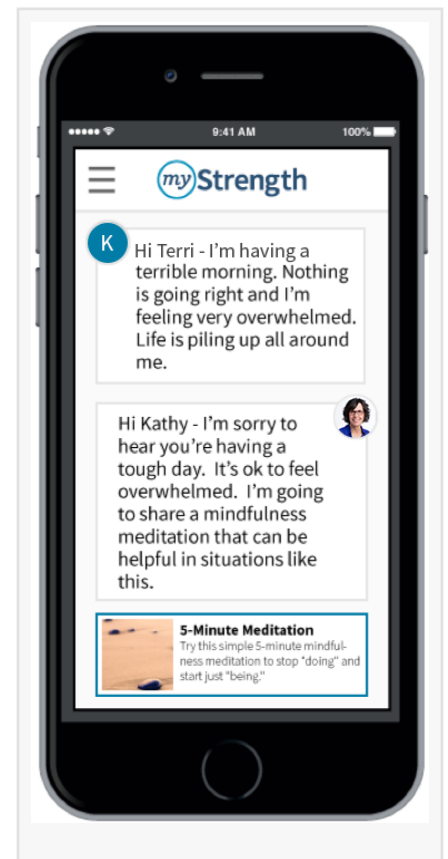 9:41 AM 100%
myStrength
K
Hi Terri - I'm having a
terrible morning. Nothing
is going right and I'm
feeling very overwhelmed.
Life is piling up all around
me.
Hi Kathy - I'm sorry to
hear you're having a
tough day.  It's ok to feel
overwhelmed.  I'm going
to share a mindfulness
meditation that can be
helpful in situations like
this.
5-Minute Meditation
Try this simple 5-minute mindful-
ness meditation to stop "doing" and
start just "being."